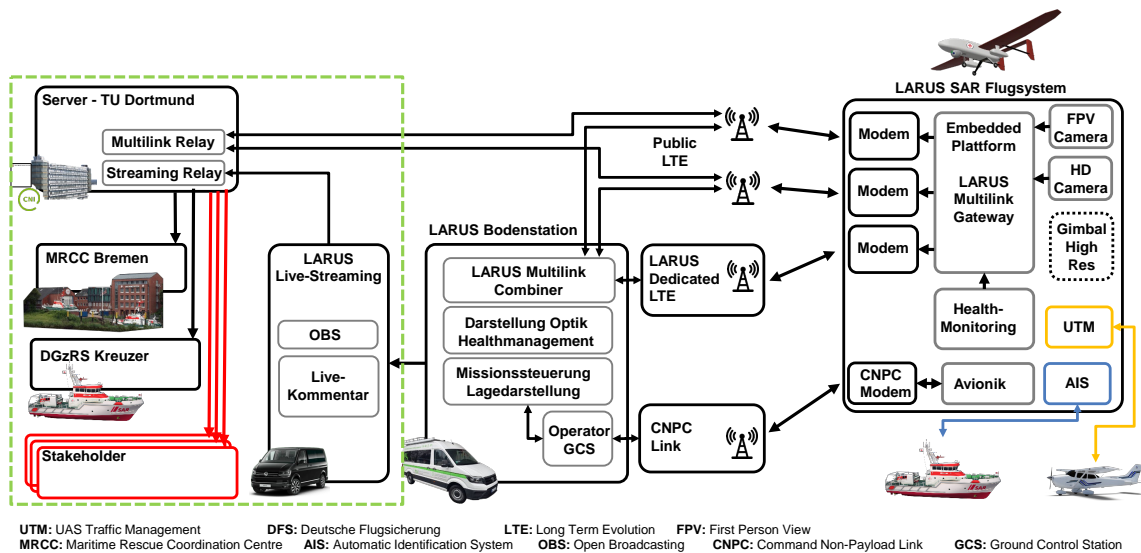 LARUS SAR Flugsystem
Server - TU Dortmund
Multilink Relay
Streaming Relay
CNI
MRCC Bremen
DGzRS Kreuzer
SAR
Stakeholder
LARUS
Live-Streaming
OBS
Live-
Kommentar
LARUS Bodenstation
LARUS Multilink
Combiner
Darstellung Optik
Healthmanagement
Missionssteuerung
Lagedarstellung
Operator
GCS
Public
LTE
LARUS
Dedicated
LTE
CNPC
Link
Modem
Modem
Modem
CNPC
Modem
Embedded
Plattform
LARUS
Multilink
Gateway
Health-
Monitoring
Avionik
FPV
Camera
HD
Camera
Gimbal
High
Res
UTM
AIS
SAR
UTM: UAS Traffic Management DFS: Deutsche Flugsicherung LTE: Long Term Evolution FPV: First Person View
MRCC: Maritime Rescue Coordination Centre AIS: Automatic Identification System OBS: Open Broadcasting CNPC: Command Non-Payload Link GCS: Ground Control Station